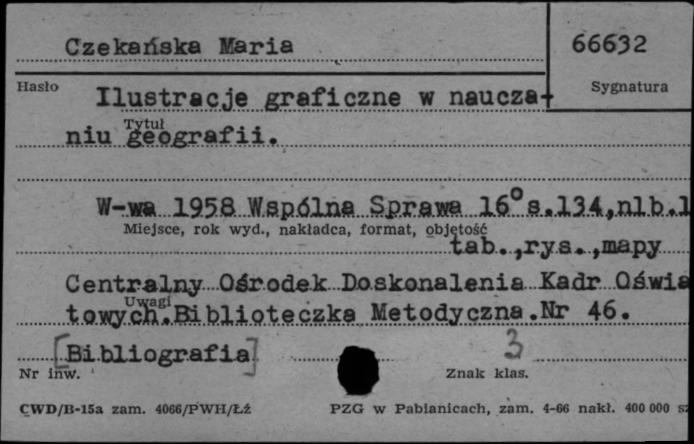 Czekańska Maria
66632
Hasło
Sygnatura
Ilustracje graficzne w naucza-
Tytuł
niu geografii.
W-wa 1958 Wspólna Sprawa 16° s.134,nlb.1
Miejsce, rok wyd., nakładca, format, objętość
tab.,rys.,mapy
Centralny Ośrodek Doskonalenia Kadr Oświa
Uwagi
towych.Biblioteczka Metodyczna.Nr 46.
[Bibliografia]
3
Nr inw.
Znak klas.
CWD/B-15a zam. 4066/PWH/Łź
PZG w Pabianicach, zam. 4-66 nakł. 400 000 sz